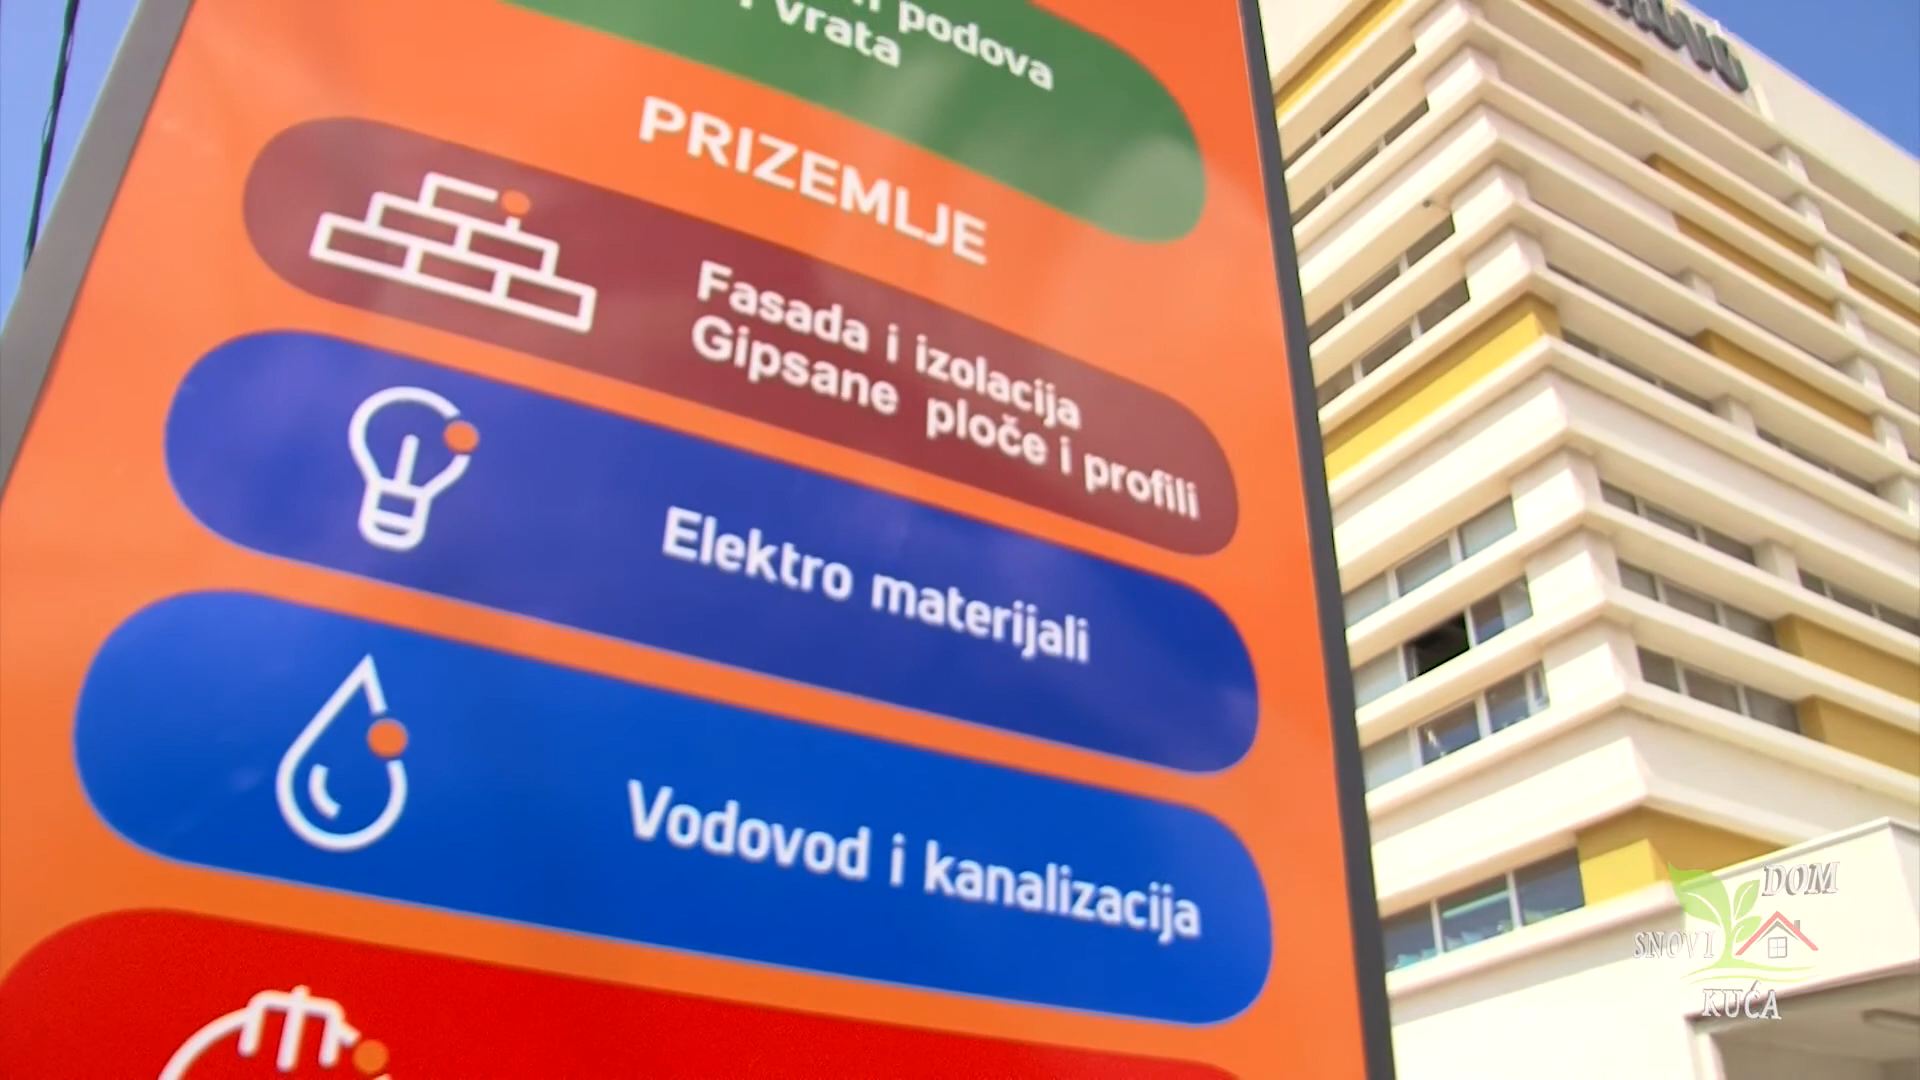 podova
vrata
PRIZEMLJE
Fasada i izolacija
Gipsane ploče i profili
Elektro materijali
Vodovod i kanalizacija
DOM
SNOVI
KUĆA